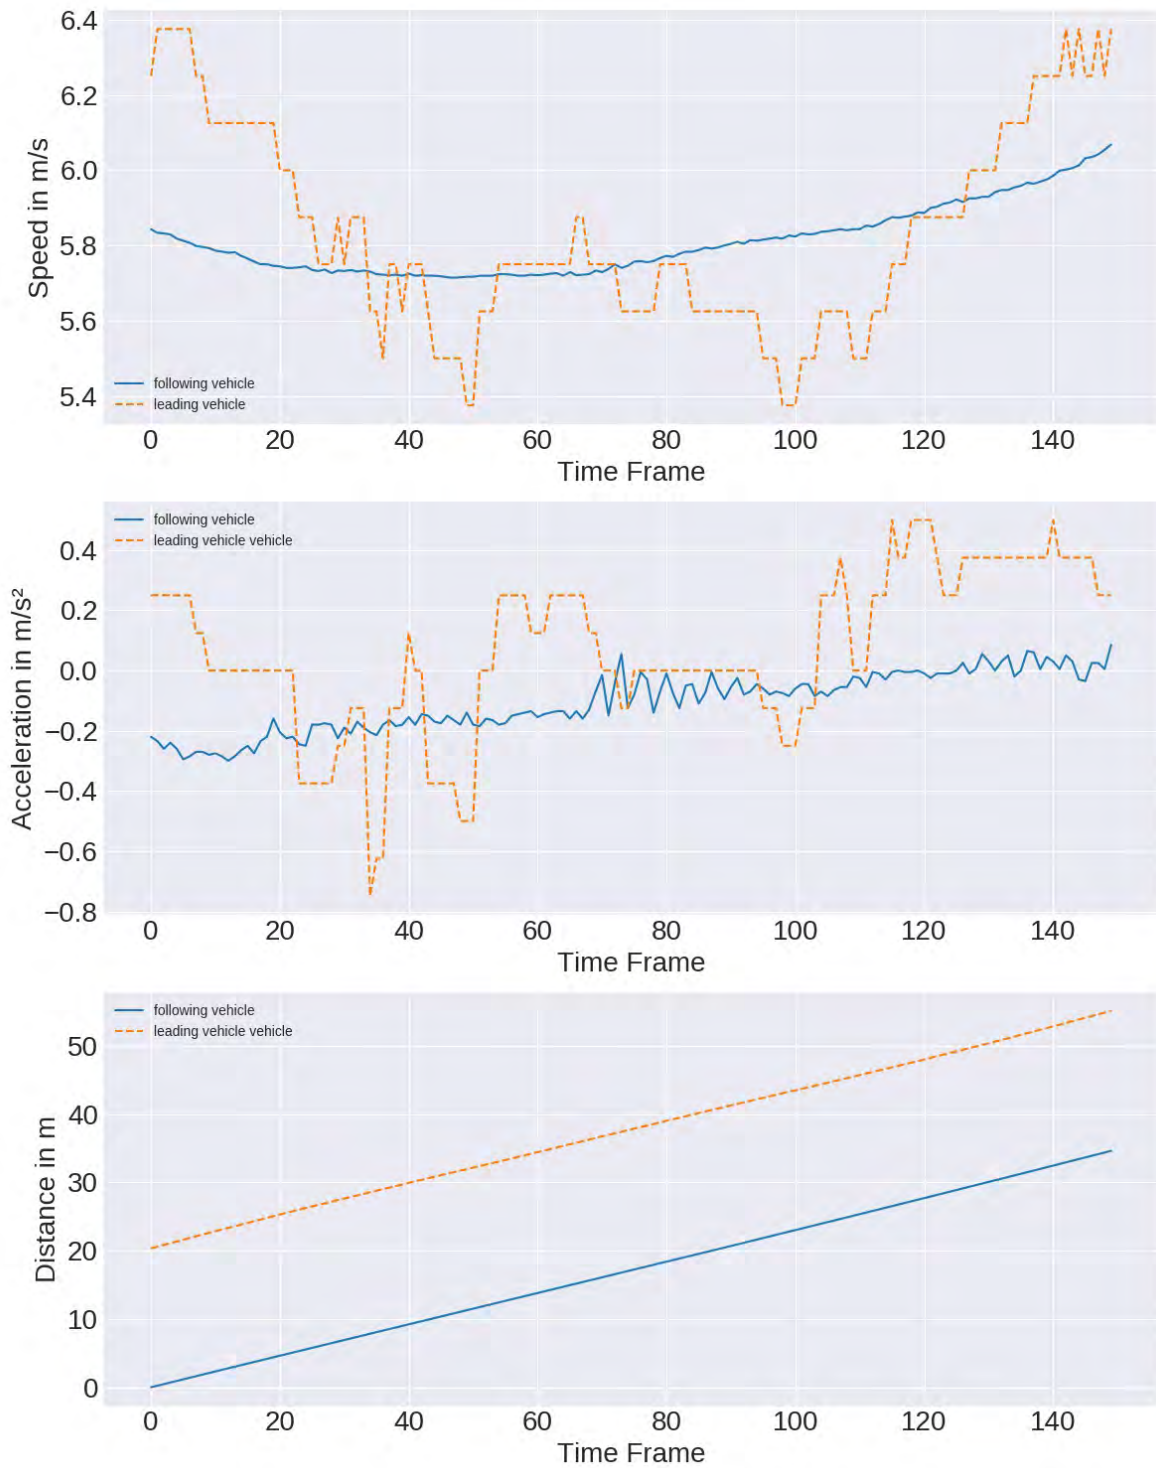 6.4
6.2
6.0
5.8
5.6
5.4
Speed in m/s
following vehicle
leading vehicle
0 20 40 60 80 100 120 140
Time Frame
following vehicle
leading vehicle vehicle
0.4
0.2
0.0
−0.2
−0.4
−0.6
−0.8
Acceleration in m/s²
0 20 40 60 80 100 120 140
Time Frame
following vehicle
leading vehicle vehicle
50
40
30
20
10
0
Distance in m
0 20 40 60 80 100 120 140
Time Frame